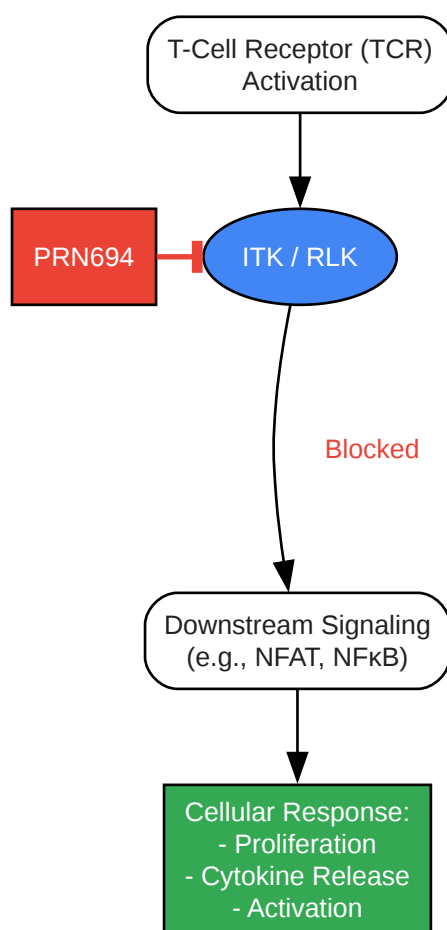 T-Cell Receptor (TCR)
Activation
PRN694
ITK / RLK
Blocked
Downstream Signaling
(e.g., NFAT, NFκB)
Cellular Response:
- Proliferation
- Cytokine Release
- Activation